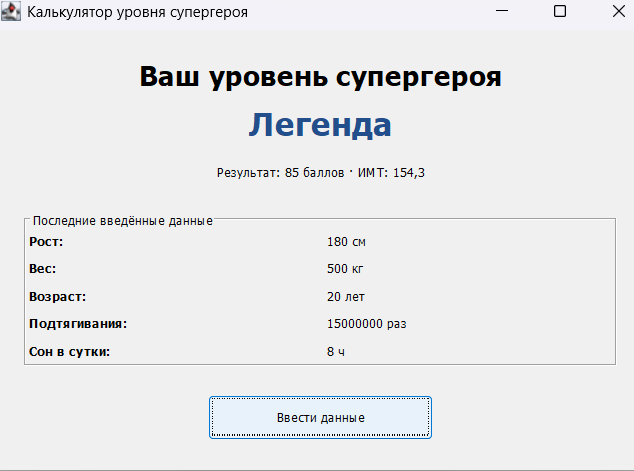 Калькулятор уровня супергероя
Ваш уровень супергероя
Легенда
Результат: 85 баллов · ИМТ: 154,3
Последние введённые данные
Рост: 180 см
Вес: 500 кг
Возраст: 20 лет
Подтягивания: 15000000 раз
Сон в сутки: 8 ч
Ввести данные